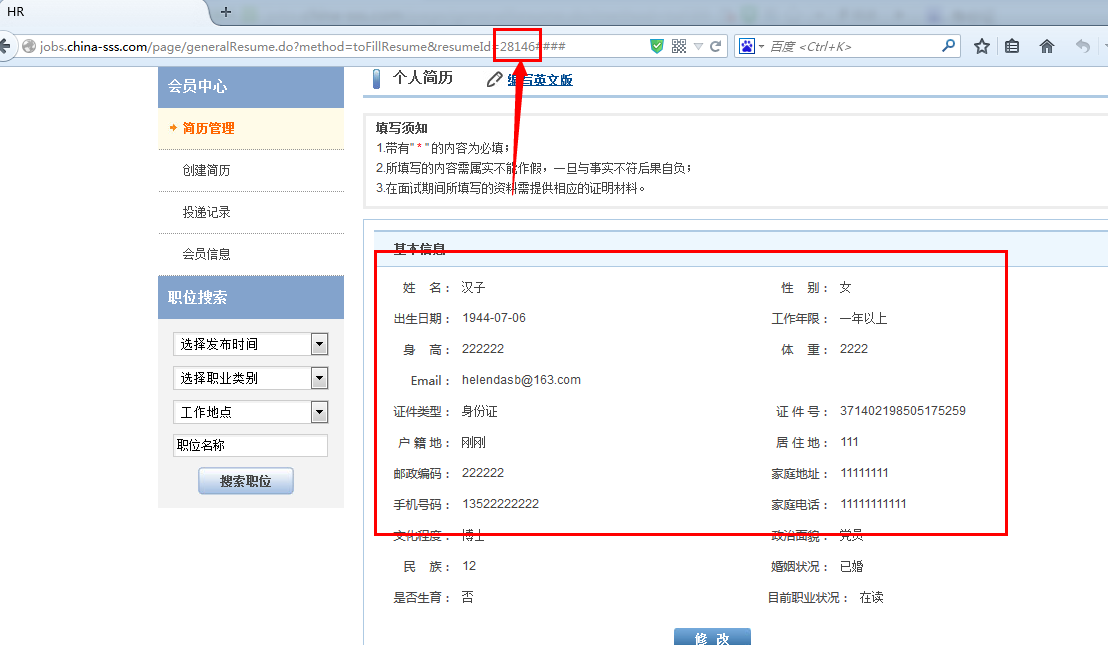 HR
jobs.china-sss.com/page/generalResume.do?method=toFillResume&resumeId=28146####
百度 <Ctrl+K>
会员中心
简历管理
创建简历
投递记录
会员信息
职位搜索
选择发布时间
选择职业类别
工作地点
职位名称
搜索职位
个人简历 编写英文版
填写须知
1.带有" * "的内容为必填；
2.所填写的内容需属实不能作假，一旦与事实不符后果自负；
3.在面试期间所填写的资料需提供相应的证明材料。
基本信息
姓 名： 汉子 性 别： 女
出生日期： 1944-07-06 工作年限： 一年以上
身 高： 222222 体 重： 2222
Email： helendasb@163.com
证件类型： 身份证 证 件 号： 371402198505175259
户 籍 地： 刚刚 居 住 地： 111
邮政编码： 222222 家庭地址： 11111111
手机号码： 13522222222 家庭电话： 11111111111
文化程度： 博士 政治面貌： 党员
民 族： 12 婚姻状况： 已婚
是否生育： 否 目前职业状况： 在读
修 改